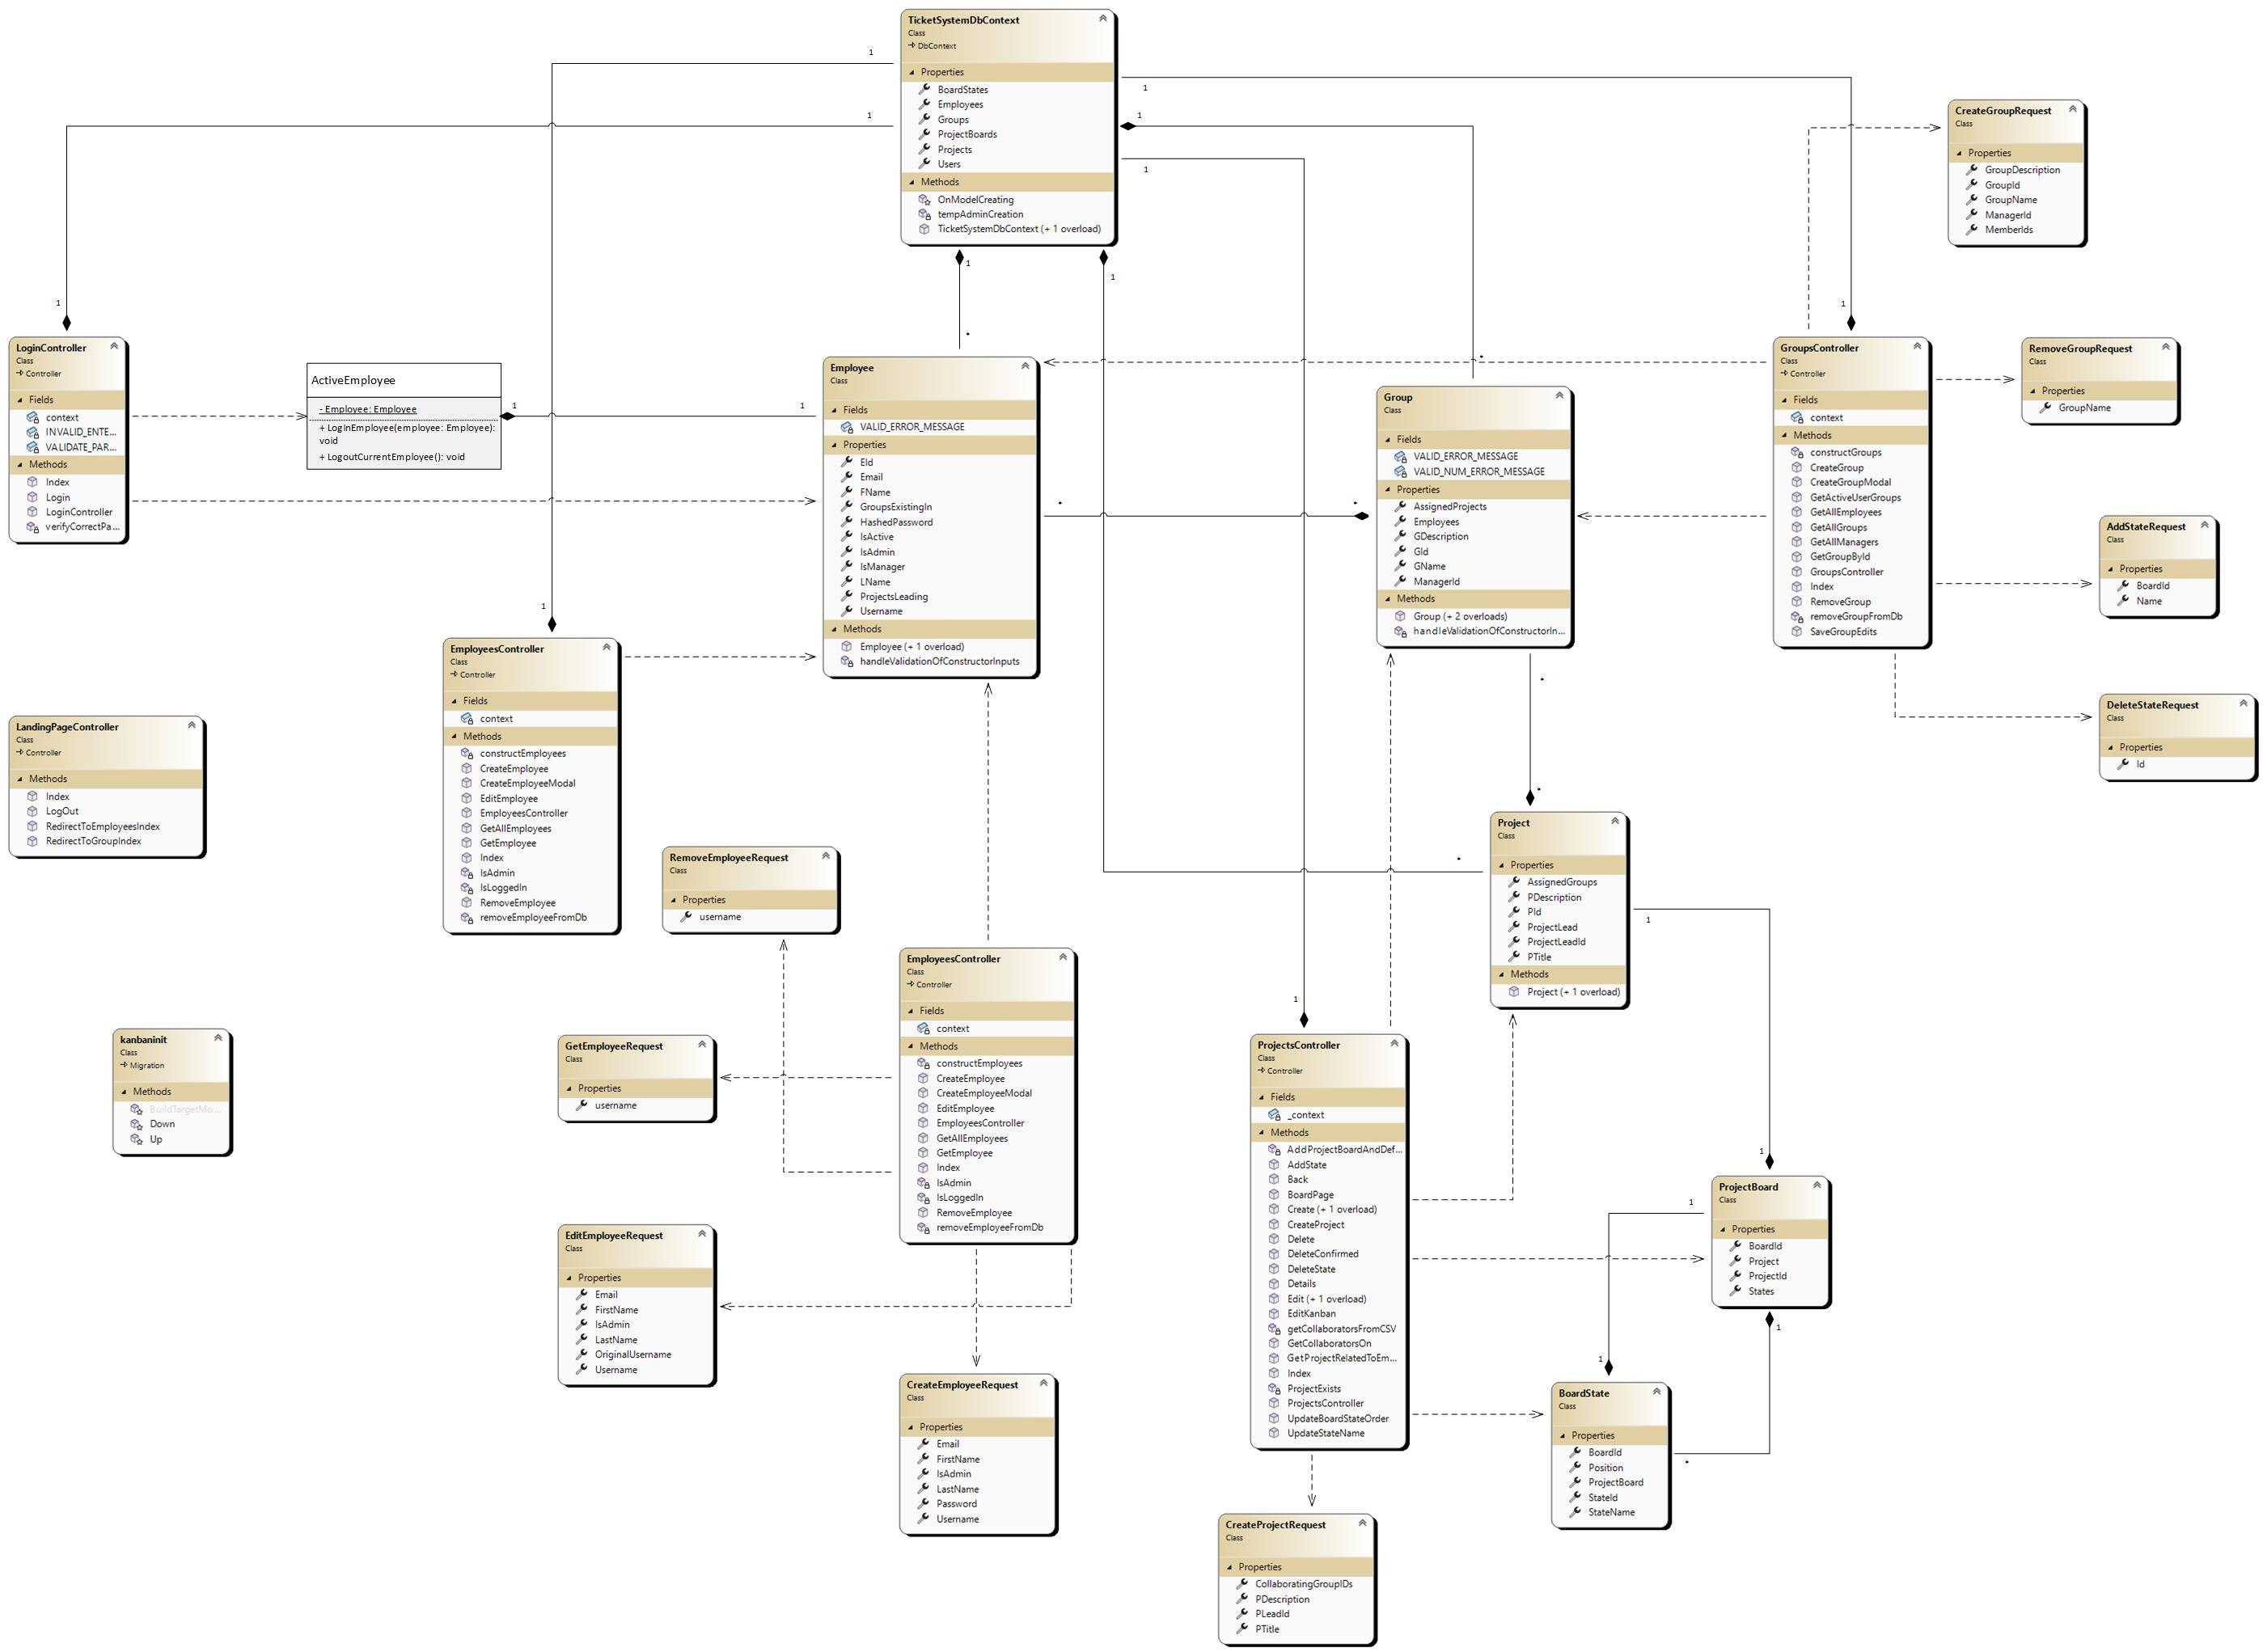 TicketSystemDbContext
Class
DbContext
Properties
BoardStates
Employees
Groups
ProjectBoards
Projects
Users
Methods
OnModelCreating
tempAdminCreation
TicketSystemDbContext (+ 1 overload)
1
1
1
1
1
1
1
*
1
1
1
1
CreateGroupRequest
Class
Properties
GroupDescription
GroupId
GroupName
ManagerId
MemberIds
LoginController
Class
Controller
Fields
context
INVALID_ENTE...
VALIDATE_PAR...
Methods
Index
Login
LoginController
verifyCorrectPa...
ActiveEmployee
- Employee: Employee
+ LogInEmployee(employee: Employee):
void
+ LogoutCurrentEmployee(): void
1
1
Employee
Class
Fields
VALID_ERROR_MESSAGE
Properties
EId
Email
FName
GroupsExistingIn
HashedPassword
IsActive
IsAdmin
IsManager
LName
ProjectsLeading
Username
Methods
Employee (+ 1 overload)
handleValidationOfConstructorInputs
*
*
*
Group
Class
Fields
VALID_ERROR_MESSAGE
VALID_NUM_ERROR_MESSAGE
Properties
AssignedProjects
Employees
GDescription
GId
GName
ManagerId
Methods
Group (+ 2 overloads)
handleValidationOfConstructorIn...
*
*
GroupsController
Class
Controller
Fields
context
Methods
constructGroups
CreateGroup
CreateGroupModal
GetActiveUserGroups
GetAllEmployees
GetAllGroups
GetAllManagers
GetGroupById
GroupsController
Index
RemoveGroup
removeGroupFromDb
SaveGroupEdits
RemoveGroupRequest
Class
Properties
GroupName
AddStateRequest
Class
Properties
BoardId
Name
DeleteStateRequest
Class
Properties
Id
EmployeesController
Class
Controller
Fields
context
Methods
constructEmployees
CreateEmployee
CreateEmployeeModal
EditEmployee
EmployeesController
GetAllEmployees
GetEmployee
Index
IsAdmin
IsLoggedIn
RemoveEmployee
removeEmployeeFromDb
LandingPageController
Class
Controller
Methods
Index
LogOut
RedirectToEmployeesIndex
RedirectToGroupIndex
RemoveEmployeeRequest
Class
Properties
username
Project
Class
Properties
AssignedGroups
PDescription
PId
ProjectLead
ProjectLeadId
PTitle
Methods
Project (+ 1 overload)
*
1
1
kanbaninit
Class
Migration
Methods
BuildTargetMo...
Down
Up
GetEmployeeRequest
Class
Properties
username
EmployeesController
Class
Controller
Fields
context
Methods
constructEmployees
CreateEmployee
CreateEmployeeModal
EditEmployee
EmployeesController
GetAllEmployees
GetEmployee
Index
IsAdmin
IsLoggedIn
RemoveEmployee
removeEmployeeFromDb
1
ProjectsController
Class
Controller
Fields
_context
Methods
AddProjectBoardAndDef...
AddState
Back
BoardPage
Create (+ 1 overload)
CreateProject
Delete
DeleteConfirmed
DeleteState
Details
Edit (+ 1 overload)
EditKanban
getCollaboratorsFromCSV
GetCollaboratorsOn
GetProjectRelatedToEm...
Index
ProjectExists
ProjectsController
UpdateBoardStateOrder
UpdateStateName
ProjectBoard
Class
Properties
BoardId
Project
ProjectId
States
1
1
1
*
EditEmployeeRequest
Class
Properties
Email
FirstName
IsAdmin
LastName
OriginalUsername
Username
CreateEmployeeRequest
Class
Properties
Email
FirstName
IsAdmin
LastName
Password
Username
BoardState
Class
Properties
BoardId
Position
ProjectBoard
StateId
StateName
CreateProjectRequest
Class
Properties
CollaboratingGroupIDs
PDescription
PLeadId
PTitle